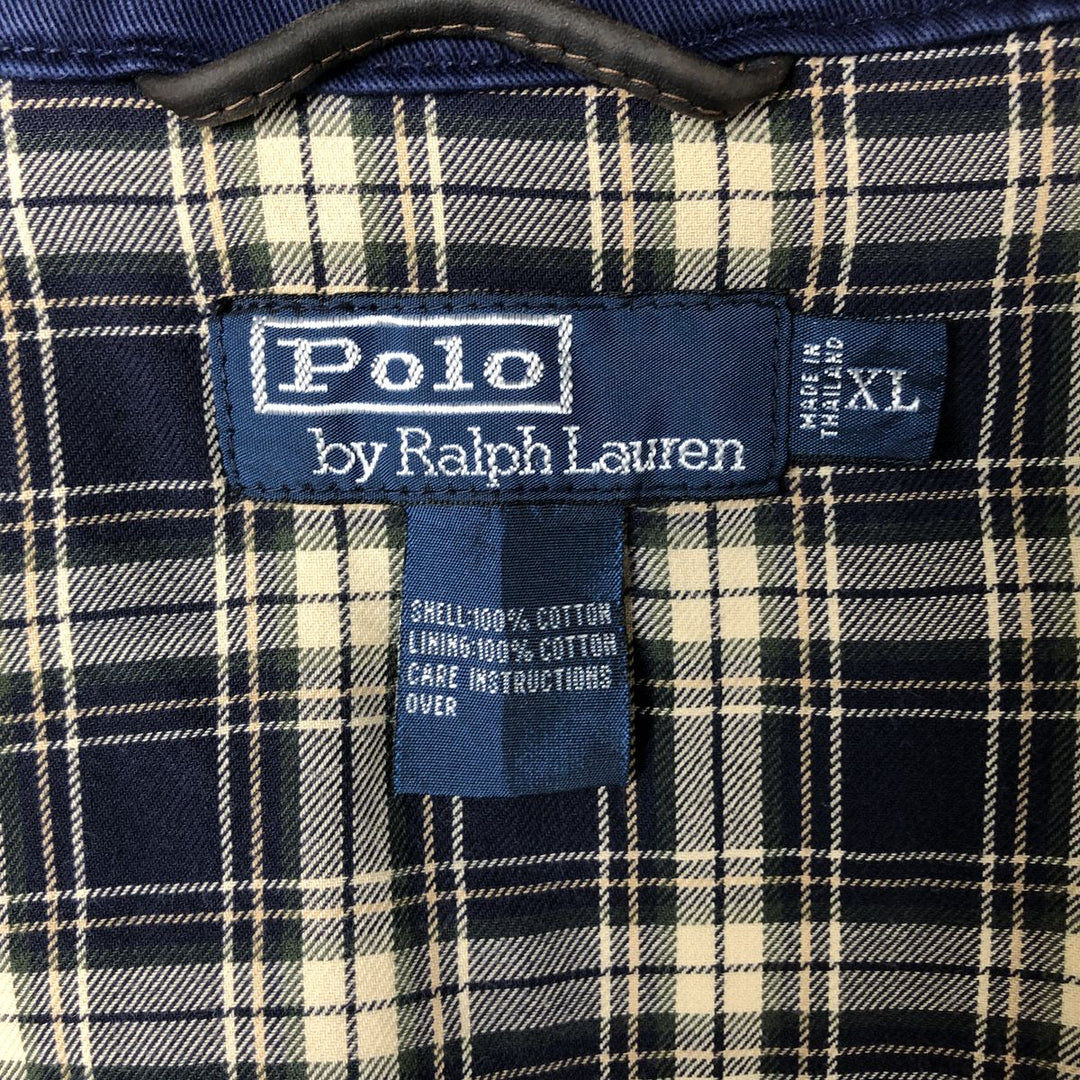 Polo
by Ralph Lauren
MADE IN
THAILAND
XL
SHELL:100% COTTON
LINING:100% COTTON
CARE INSTRUCTIONS
OVER